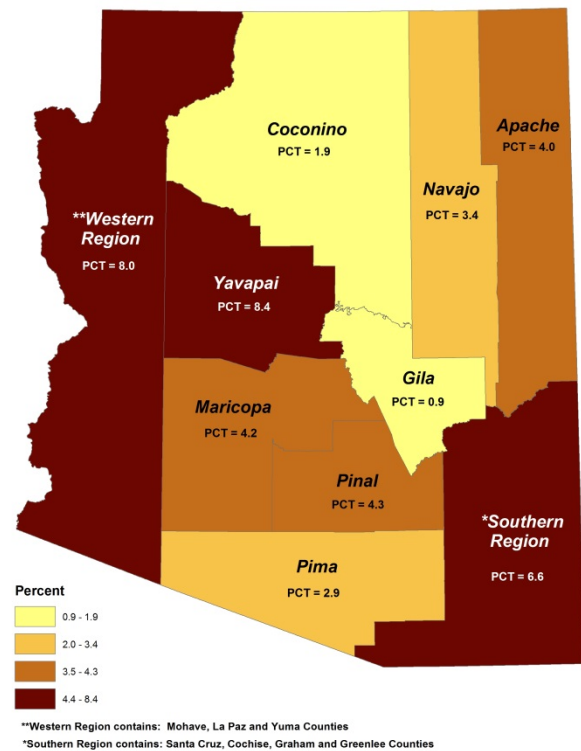 Coconino
PCT = 1.9
Apache
PCT = 4.0
Navajo
PCT = 3.4
**Western
Region
PCT = 8.0
Yavapai
PCT = 8.4
Gila
PCT = 0.9
Maricopa
PCT = 4.2
Pinal
PCT = 4.3
*Southern
Region
PCT = 6.6
Pima
PCT = 2.9
Percent
0.9 - 1.9
2.0 - 3.4
3.5 - 4.3
4.4 - 8.4
**Western Region contains: Mohave, La Paz and Yuma Counties
*Southern Region contains: Santa Cruz, Cochise, Graham and Greenlee Counties